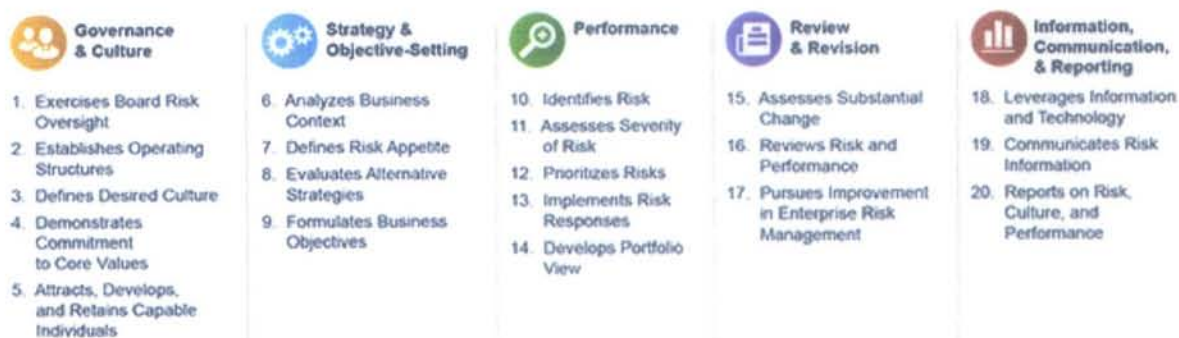 Governance
& Culture
1. Exercises Board Risk
Oversight
2. Establishes Operating
Structures
3. Defines Desired Culture
4. Demonstrates
Commitment
to Core Values
5. Attracts, Develops,
and Retains Capable
Individuals
Strategy &
Objective-Setting
6. Analyzes Business
Context
7. Defines Risk Appetite
8. Evaluates Alternative
Strategies
9. Formulates Business
Objectives
Performance
10. Identifies Risk
11. Assesses Severity
of Risk
12. Prioritizes Risks
13. Implements Risk
Responses
14. Develops Portfolio
View
Review
& Revision
15. Assesses Substantial
Change
16. Reviews Risk and
Performance
17. Pursues Improvement
in Enterprise Risk
Management
Information,
Communication,
& Reporting
18. Leverages Information
and Technology
19. Communicates Risk
Information
20. Reports on Risk,
Culture, and
Performance